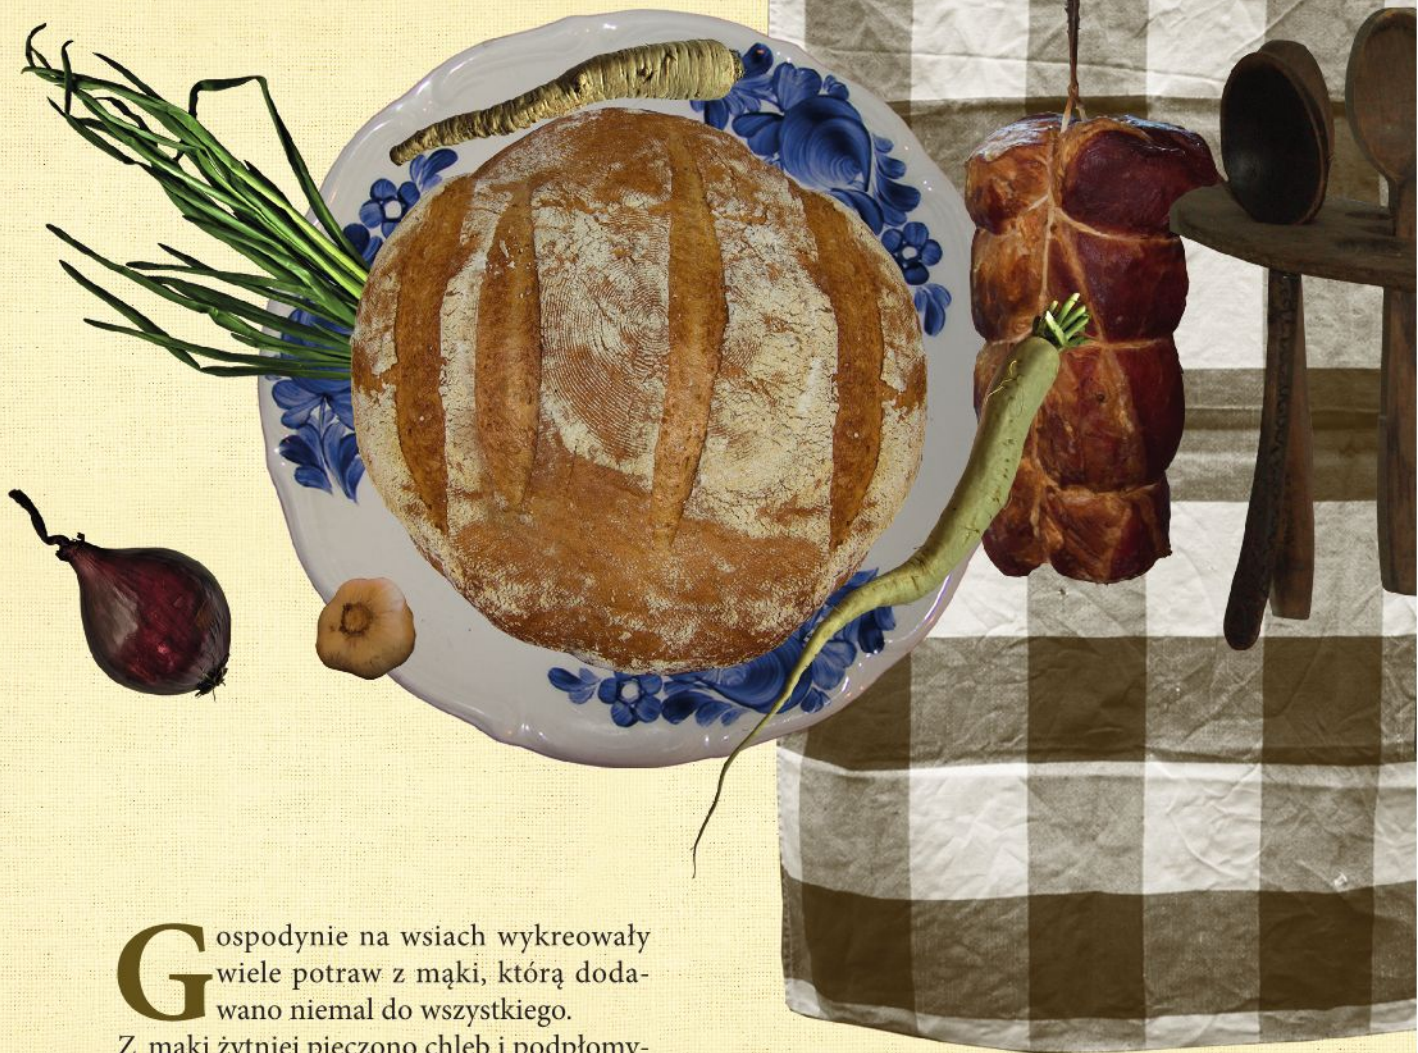 Gospodynie na wsiach wykreowały
wiele potraw z mąki, którą doda-
wano niemal do wszystkiego.
Z mąki żytniej pieczono chleb i podpłomy-